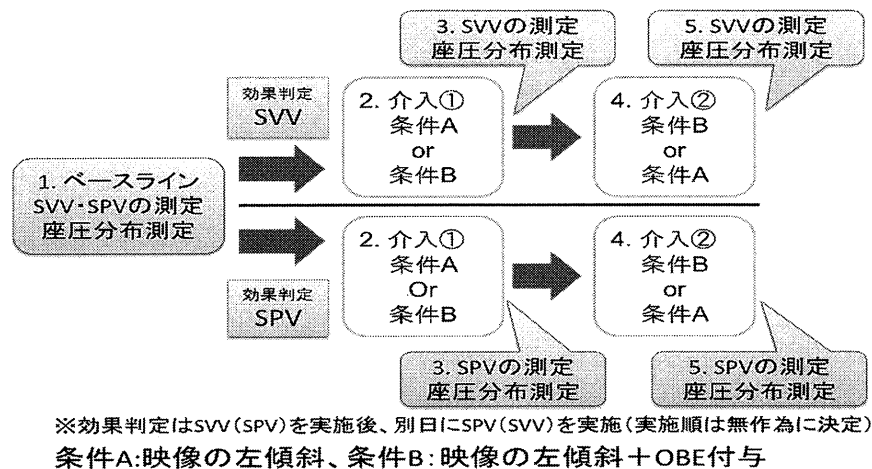 3. SVVの測定
座圧分布測定
5. SVVの測定
座圧分布測定
効果判定
SVV
2. 介入①
条件A
or
条件B
4. 介入②
条件B
or
条件A
1. ベースライン
SVV・SPVの測定
座圧分布測定
効果判定
SPV
2. 介入①
条件A
Or
条件B
4. 介入②
条件B
or
条件A
3. SPVの測定
座圧分布測定
5. SPVの測定
座圧分布測定
※効果判定はSVV(SPV)を実施後、別日にSPV(SVV)を実施(実施順は無作為に決定)
条件A:映像の左傾斜、条件B:映像の左傾斜+OBE付与